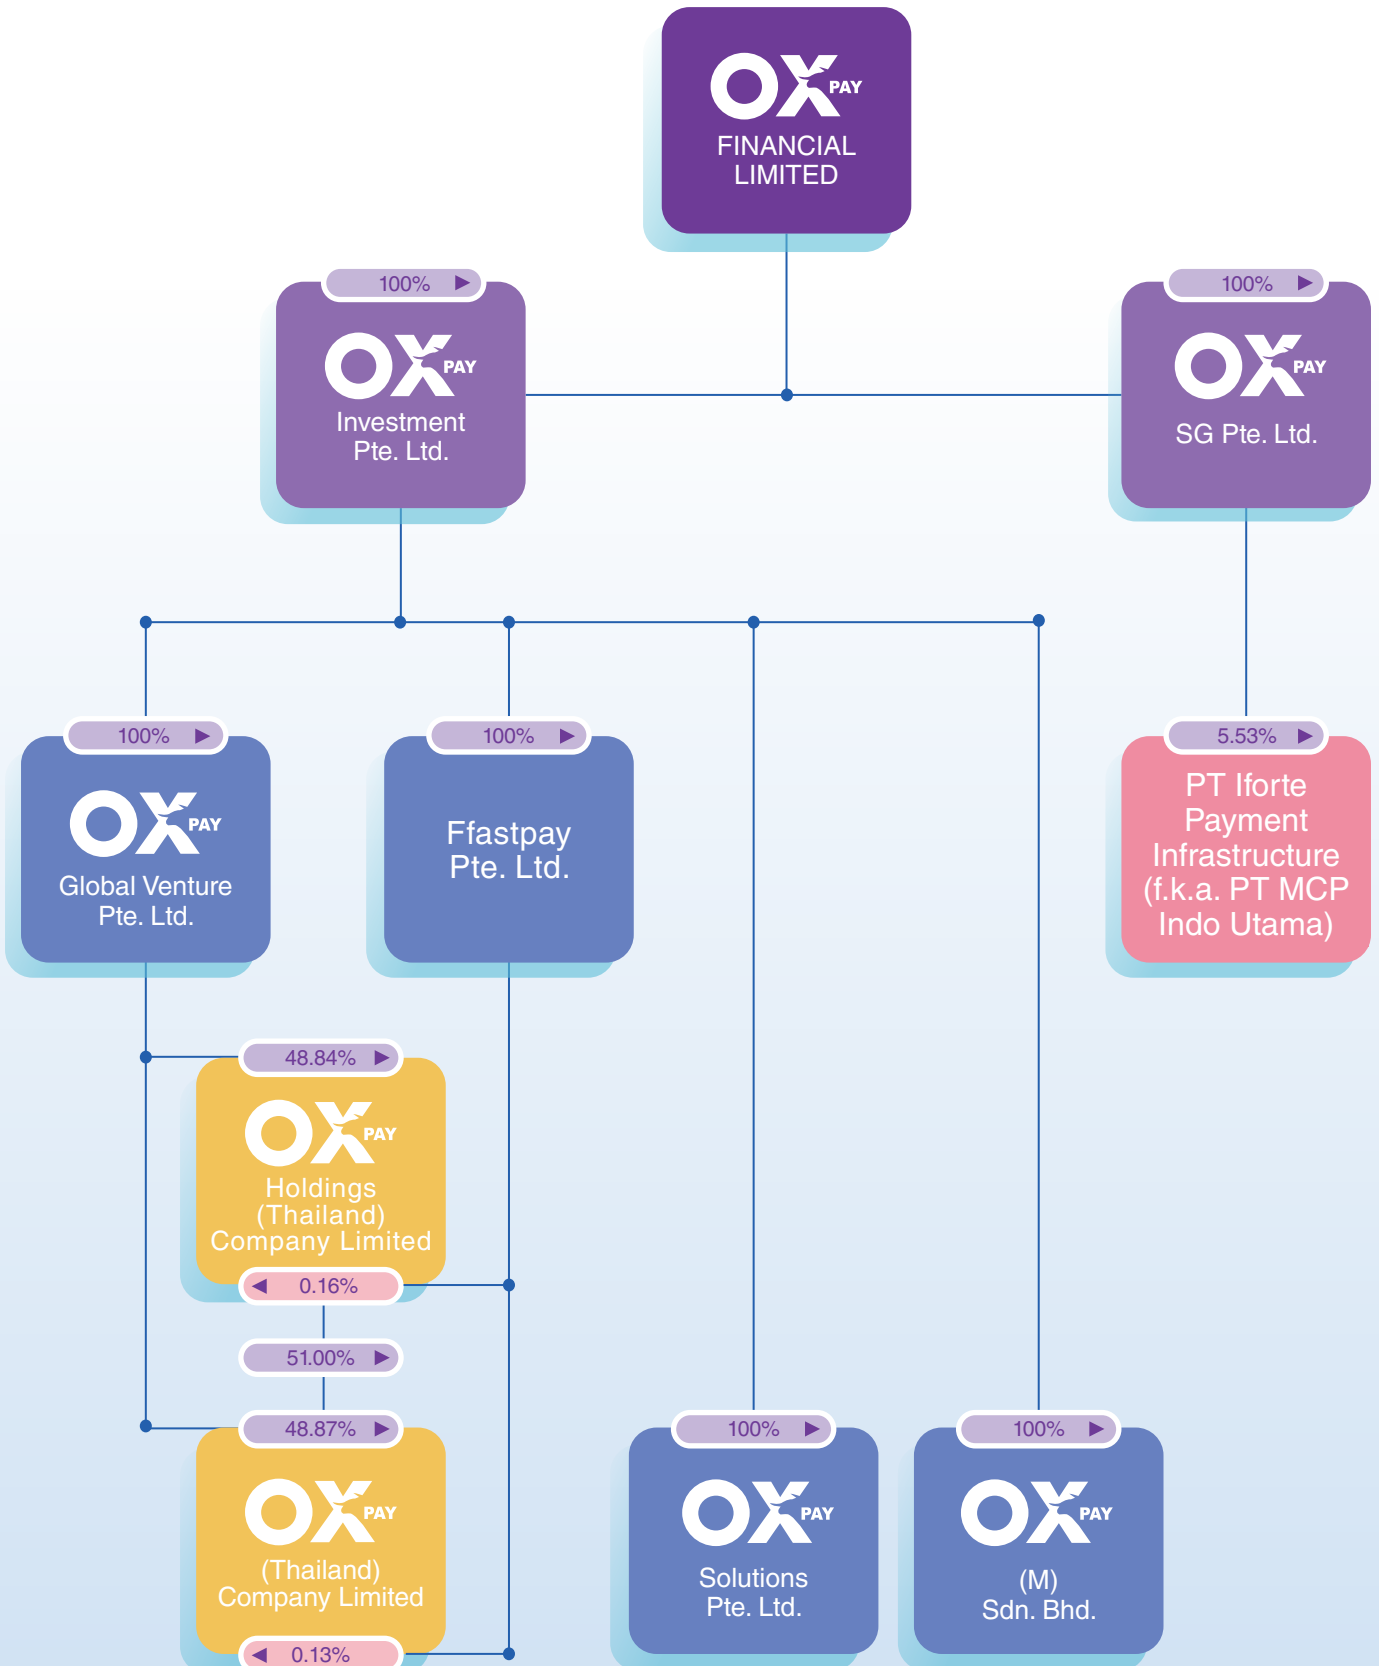 OX PAY
FINANCIAL
LIMITED
100%
OX PAY
Investment
Pte. Ltd.
100%
OX PAY
SG Pte. Ltd.
100%
OX PAY
Global Venture
Pte. Ltd.
100%
Ffastpay
Pte. Ltd.
5.53%
PT Iforte
Payment
Infrastructure
(f.k.a. PT MCP
Indo Utama)
48.84%
OX PAY
Holdings
(Thailand)
Company Limited
0.16%
51.00%
48.87%
OX PAY
(Thailand)
Company Limited
0.13%
100%
OX PAY
Solutions
Pte. Ltd.
100%
OX PAY
(M)
Sdn. Bhd.